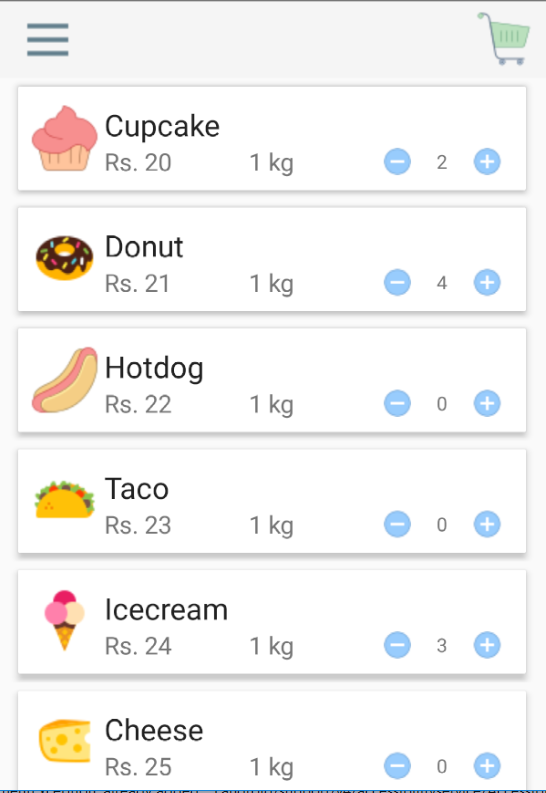 Cupcake
Rs. 20 1 kg 2
Donut
Rs. 21 1 kg 4
Hotdog
Rs. 22 1 kg 0
Taco
Rs. 23 1 kg 0
Icecream
Rs. 24 1 kg 3
Cheese
Rs. 25 1 kg 0